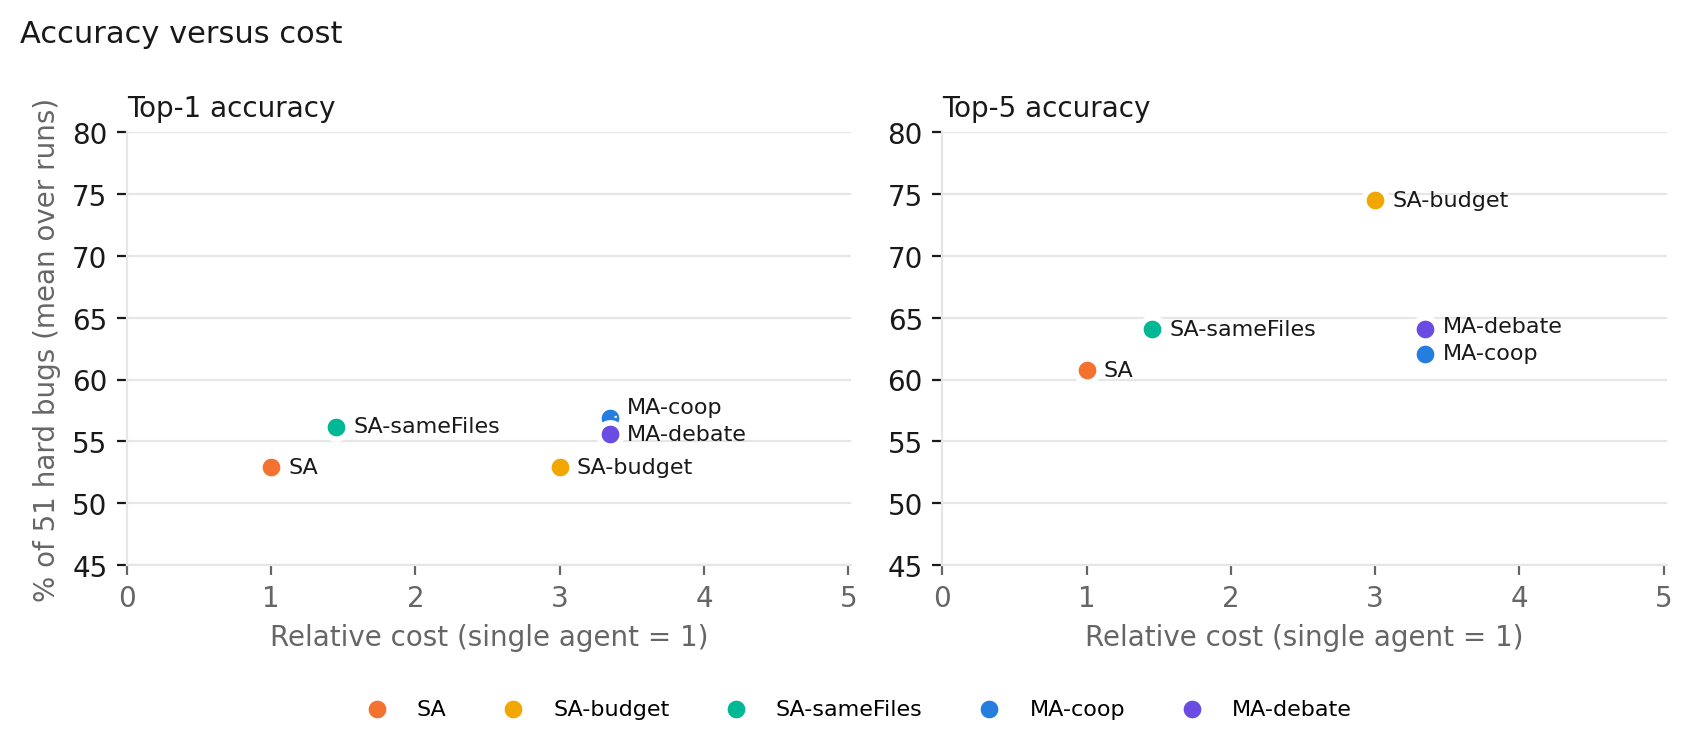 Accuracy versus cost
Top-1 accuracy
% of 51 hard bugs (mean over runs)
80
75
70
65
60
55
50
45
MA-coop
SA-sameFiles
MA-debate
SA
SA-budget
0 1 2 3 4 5
Relative cost (single agent = 1)
Top-5 accuracy
80
75
70
65
60
55
50
45
SA-budget
MA-debate
SA-sameFiles
MA-coop
SA
0 1 2 3 4 5
Relative cost (single agent = 1)
SA SA-budget SA-sameFiles MA-coop MA-debate